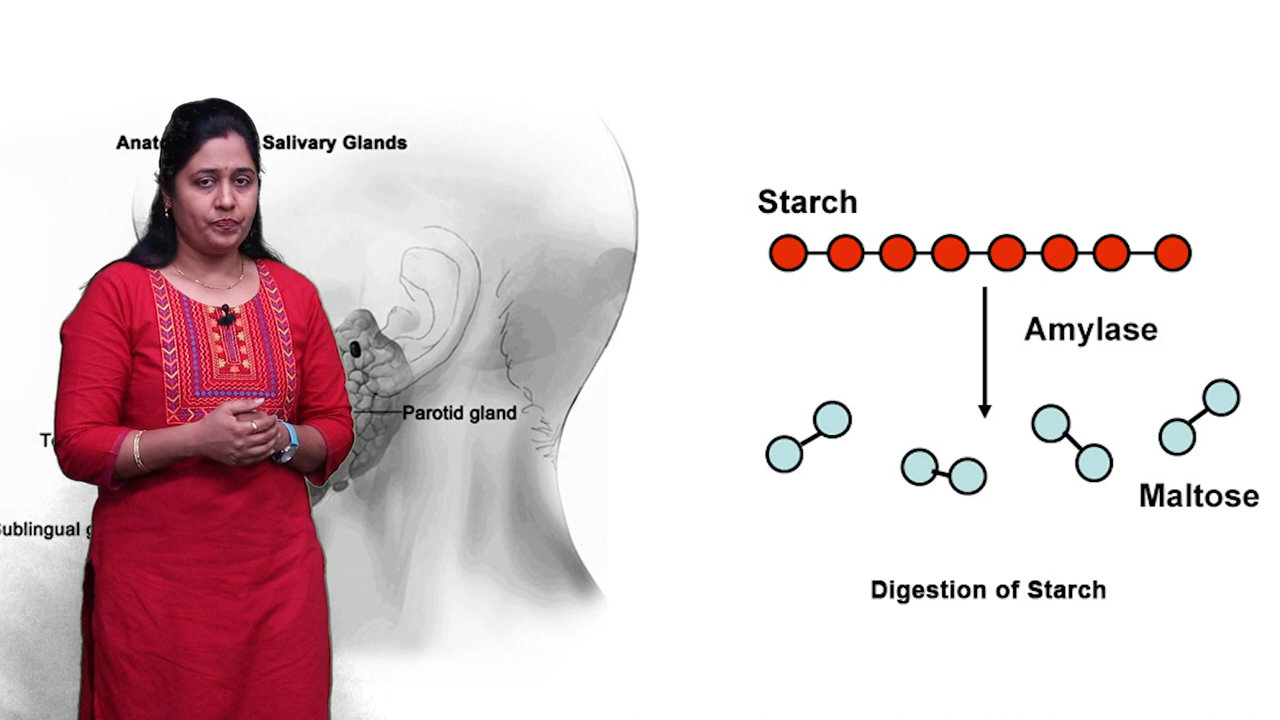 Salivary Glands
Parotid gland
Starch
Amylase
Maltose
Digestion of Starch